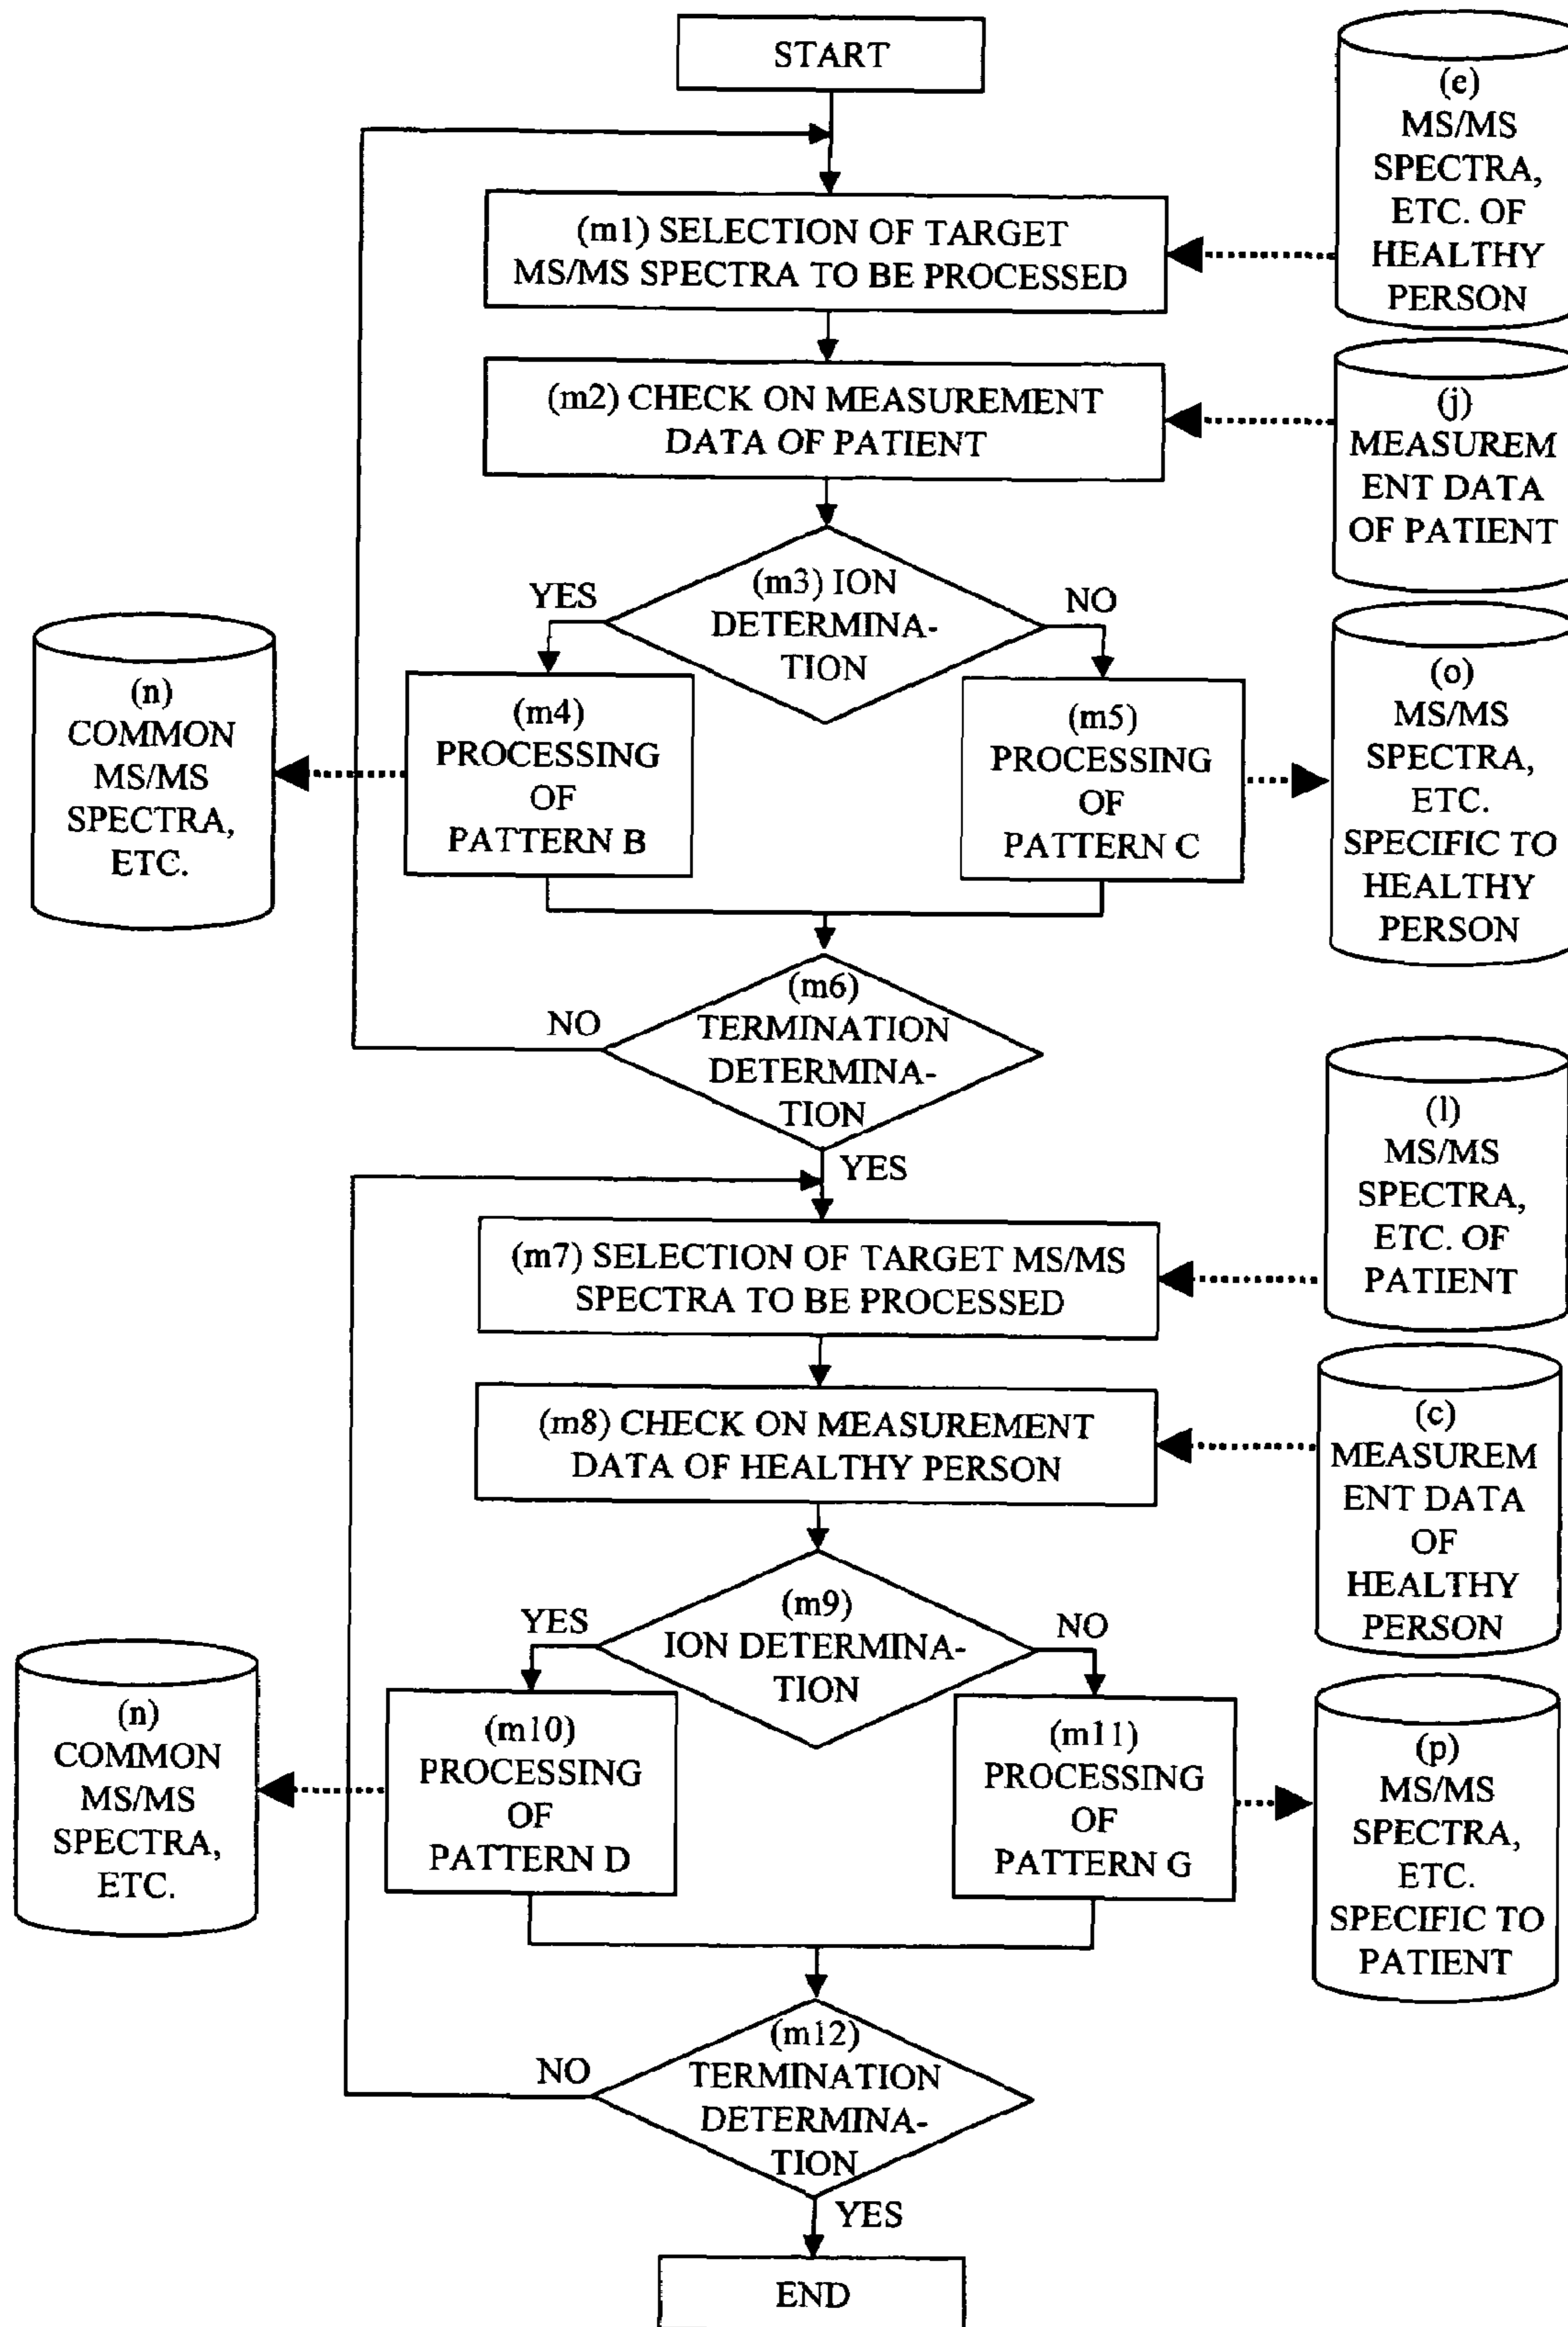 START
(e)
MS/MS
SPECTRA,
ETC. OF
HEALTHY
PERSON
(m1) SELECTION OF TARGET
MS/MS SPECTRA TO BE PROCESSED
(m2) CHECK ON MEASUREMENT
DATA OF PATIENT
(j)
MEASUREM
ENT DATA
OF PATIENT
(m3) ION
DETERMINA-
TION
YES
NO
(n)
COMMON
MS/MS
SPECTRA,
ETC.
(m4)
PROCESSING
OF
PATTERN B
(m5)
PROCESSING
OF
PATTERN C
(o)
MS/MS
SPECTRA,
ETC.
SPECIFIC TO
HEALTHY
PERSON
(m6)
TERMINATION
DETERMINA-
TION
NO
YES
(l)
MS/MS
SPECTRA,
ETC. OF
PATIENT
(m7) SELECTION OF TARGET MS/MS
SPECTRA TO BE PROCESSED
(m8) CHECK ON MEASUREMENT
DATA OF HEALTHY PERSON
(c)
MEASUREM
ENT DATA
OF
HEALTHY
PERSON
(m9)
ION DETERMINA-
TION
YES
NO
(n)
COMMON
MS/MS
SPECTRA,
ETC.
(m10)
PROCESSING
OF
PATTERN D
(m11)
PROCESSING
OF
PATTERN G
(p)
MS/MS
SPECTRA,
ETC.
SPECIFIC TO
PATIENT
(m12)
TERMINATION
DETERMINA-
TION
NO
YES
END